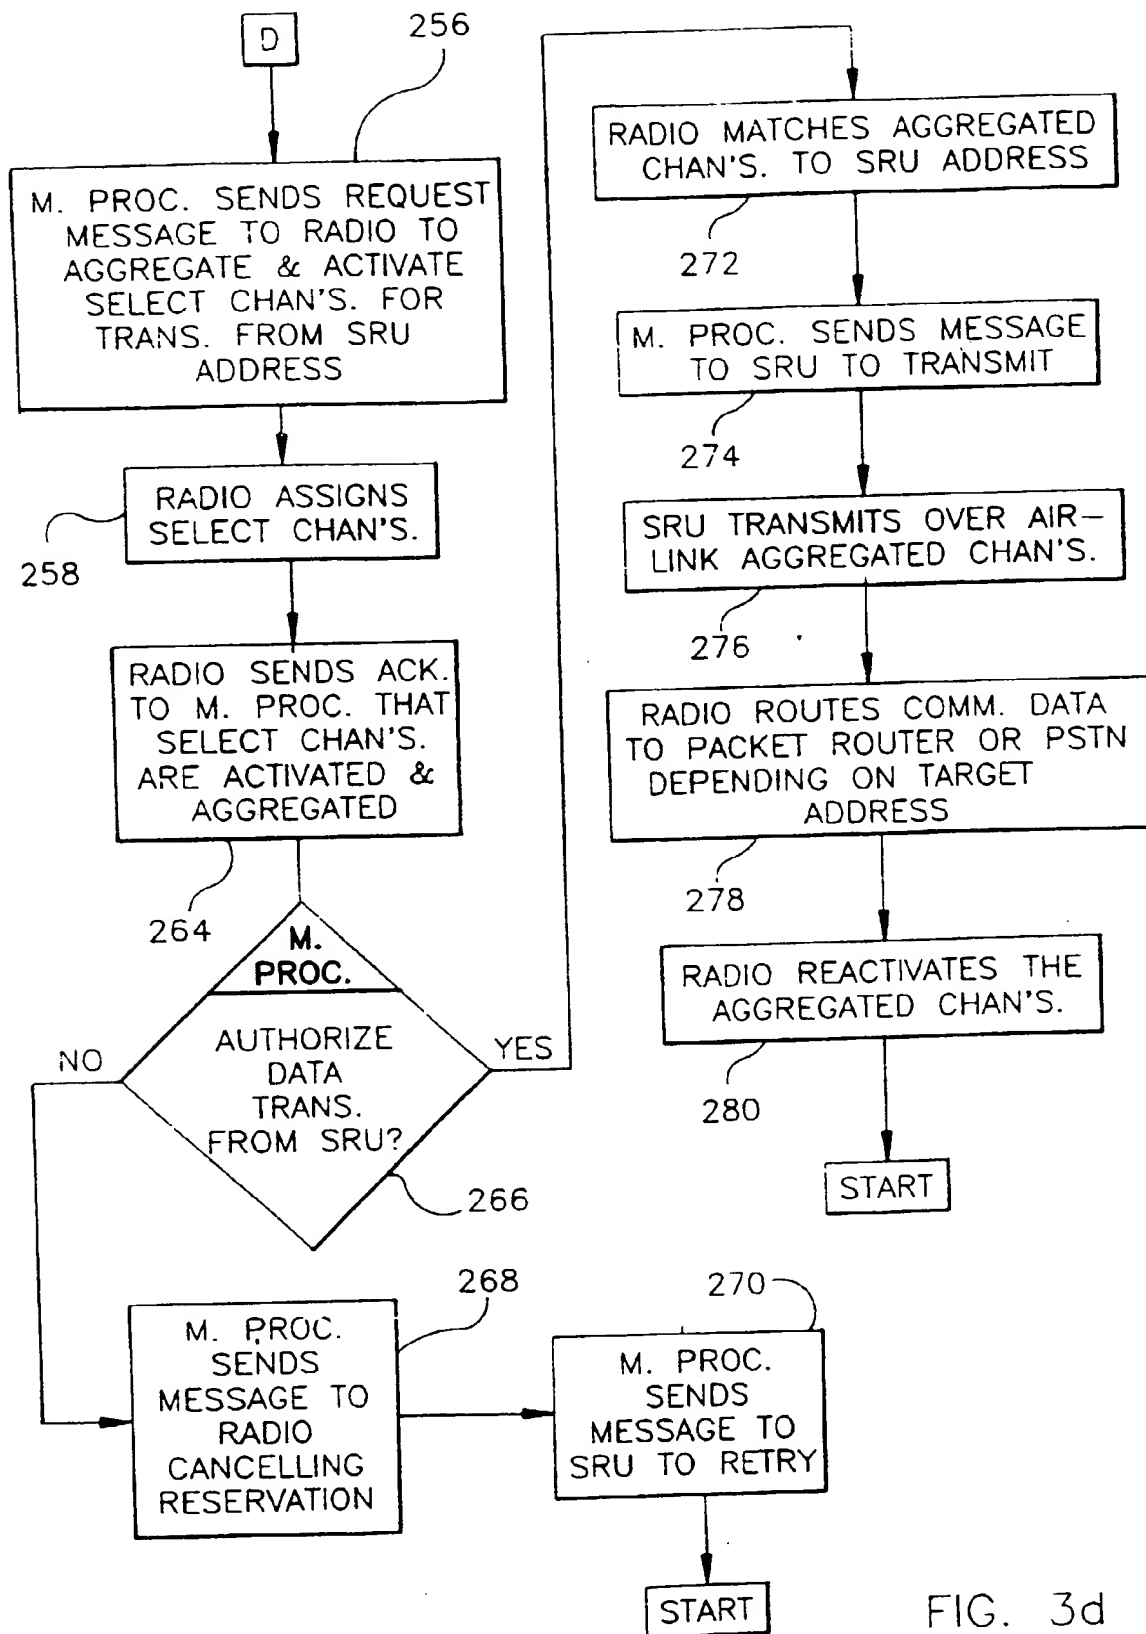 D
256
M. PROC. SENDS REQUEST
MESSAGE TO RADIO TO
AGGREGATE & ACTIVATE
SELECT CHAN'S. FOR
TRANS. FROM SRU
ADDRESS
RADIO ASSIGNS
SELECT CHAN'S.
258
RADIO SENDS ACK.
TO M. PROC. THAT
SELECT CHAN'S.
ARE ACTIVATED &
AGGREGATED
264
M.
PROC.
AUTHORIZE
DATA
TRANS.
FROM SRU?
NO
YES
266
268
M. PROC.
SENDS
MESSAGE TO
RADIO
CANCELLING
RESERVATION
270
M. PROC.
SENDS
MESSAGE TO
SRU TO RETRY
START
RADIO MATCHES AGGREGATED
CHAN'S. TO SRU ADDRESS
272
M. PROC. SENDS MESSAGE
TO SRU TO TRANSMIT
274
SRU TRANSMITS OVER AIR–
LINK AGGREGATED CHAN'S.
276
RADIO ROUTES COMM. DATA
TO PACKET ROUTER OR PSTN
DEPENDING ON TARGET
ADDRESS
278
RADIO REACTIVATES THE
AGGREGATED CHAN'S.
280
START
FIG. 3d